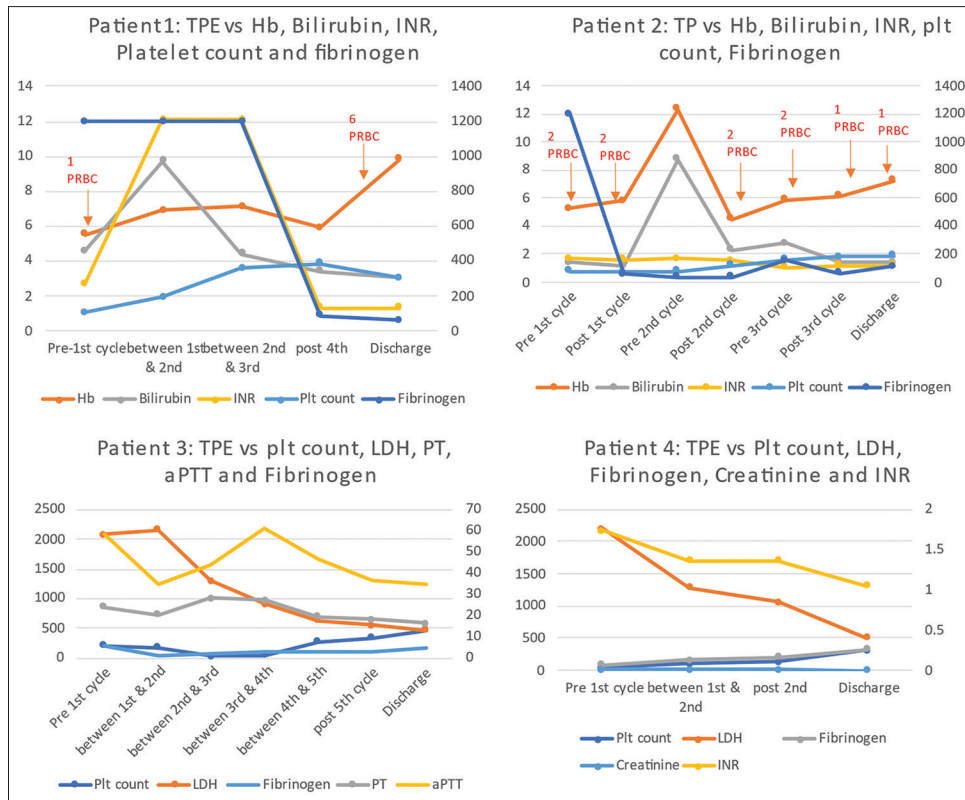 Patient1: TPE vs Hb, Bilirubin, INR,
Platelet count and fibrinogen
14
12
10
8
6
4
2
0
1400
1200
1000
800
600
400
200
0
1
PRBC
6
PRBC
Pre-1st cycle
between 1st
& 2nd
between 2nd
& 3rd
post 4th
Discharge
Hb
Bilirubin
INR
Plt count
Fibrinogen
Patient 2: TP vs Hb, Bilirubin, INR, plt
count, Fibrinogen
14
12
10
8
6
4
2
0
1400
1200
1000
800
600
400
200
0
2
PRBC
2
PRBC
2
PRBC
2
PRBC
1
PRBC
1
PRBC
Pre 1st cycle
Post 1st cycle
Pre 2nd cycle
Post 2nd cycle
Pre 3rd cycle
Post 3rd cycle
Discharge
Hb
Bilirubin
INR
Plt count
Fibrinogen
Patient 3: TPE vs plt count, LDH, PT,
aPTT and Fibrinogen
2500
2000
1500
1000
500
0
70
60
50
40
30
20
10
0
Pre 1st cycle
between 1st & 2nd
between 2nd & 3rd
between 3rd & 4th
between 4th & 5th
post 5th cycle
Discharge
Plt count
LDH
Fibrinogen
PT
aPTT
Patient 4: TPE vs Plt count, LDH,
Fibrinogen, Creatinine and INR
2500
2000
1500
1000
500
0
2
1.5
1
0.5
0
Pre 1st cycle
between 1st &
2nd
post 2nd
Discharge
Plt count
LDH
Fibrinogen
Creatinine
INR